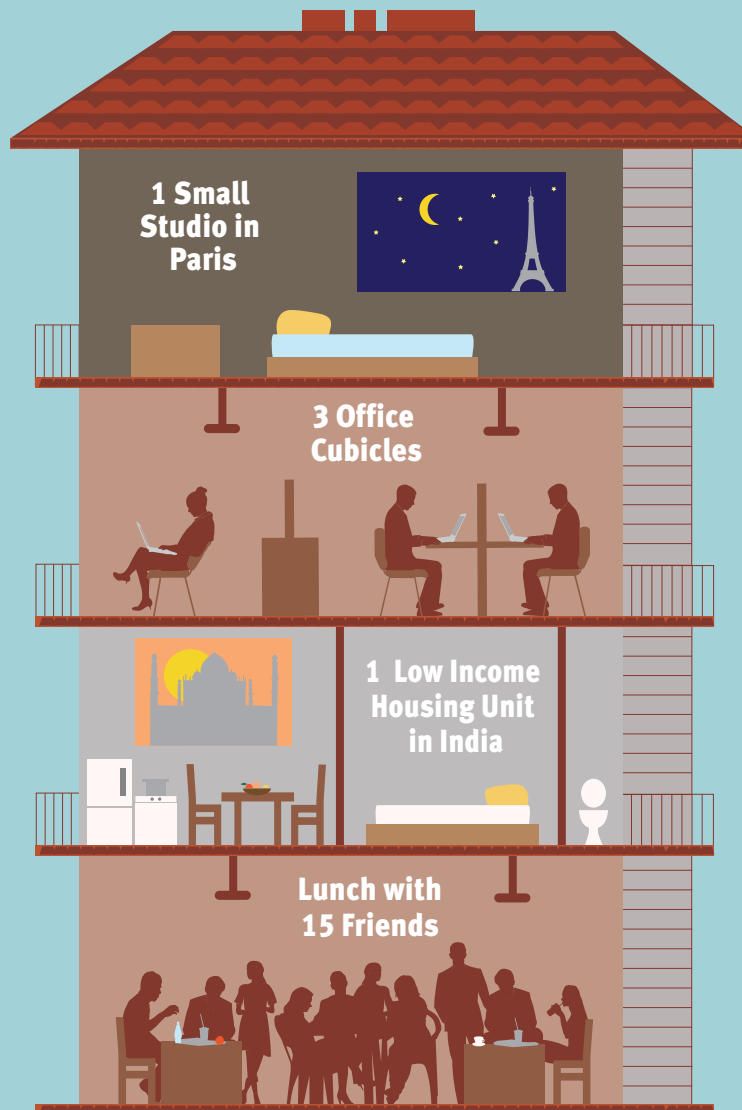 1 Small
Studio in
Paris
3 Office
Cubicles
1 Low Income
Housing Unit
in India
Lunch with
15 Friends